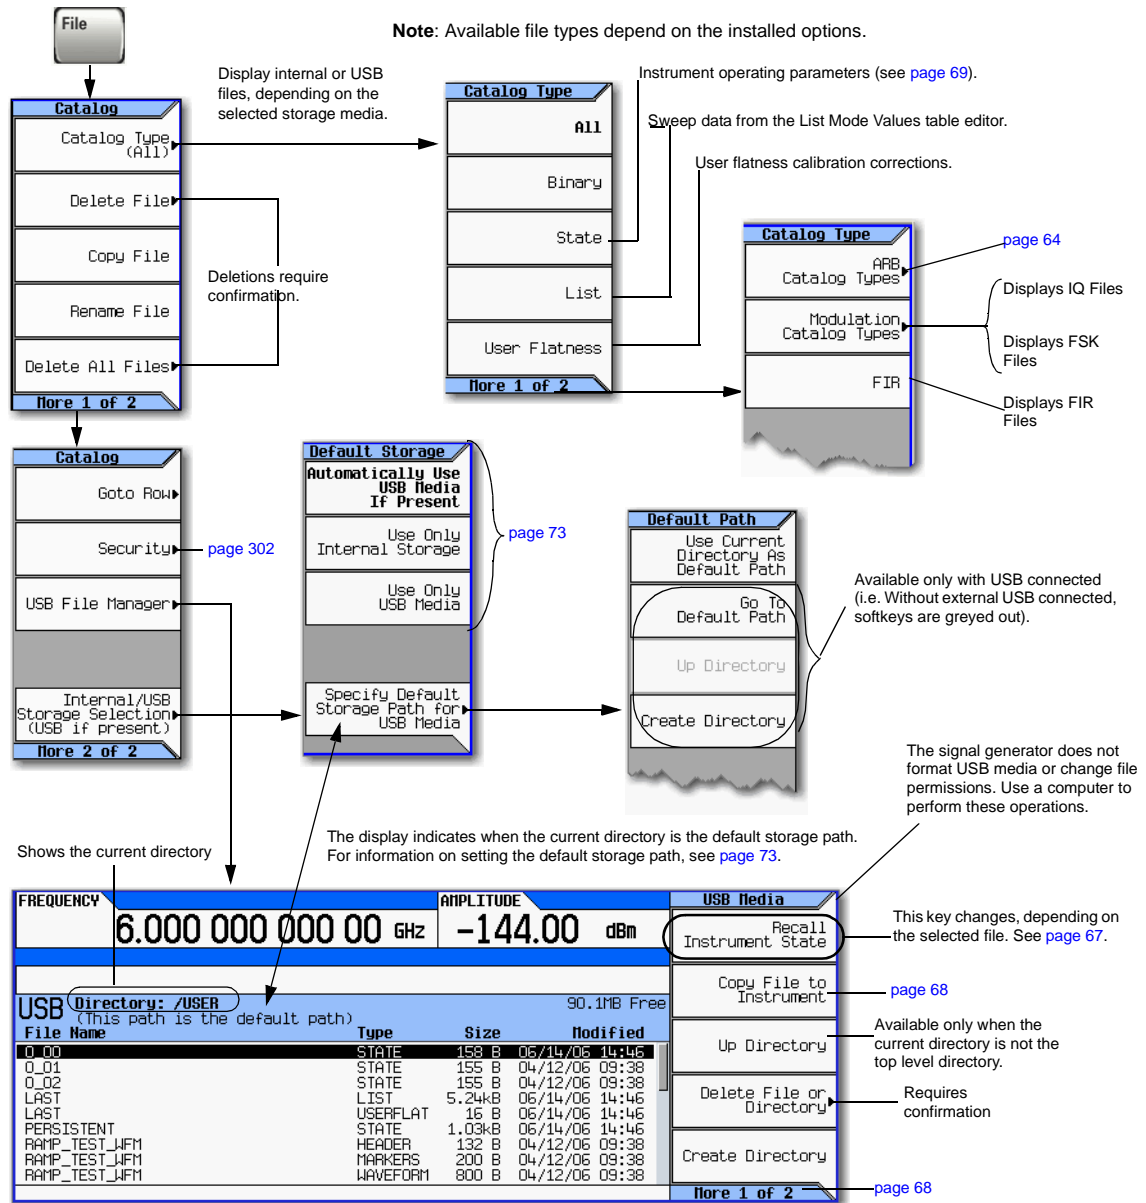 File
Note: Available file types depend on the installed options.
Display internal or USB
files, depending on the
selected storage media.
Catalog
Catalog Type
(All)
Delete File
Copy File
Rename File
Delete All Files
More 1 of 2
Deletions require
confirmation.
Catalog Type
All
Binary
State
List
User Flatness
More 1 of 2
Instrument operating parameters (see page 69).
Sweep data from the List Mode Values table editor.
User flatness calibration corrections.
Catalog Type
ARB
Catalog Types
Modulation
Catalog Types
FIR
page 64
Displays IQ Files
Displays FSK
Files
Displays FIR
Files
Catalog
Goto Row
Security
USB File Manager
Internal/USB
Storage Selection
(USB if present)
More 2 of 2
page 302
Default Storage
Automatically Use
USB Media
If Present
Use Only
Internal Storage
Use Only
USB Media
Specify Default
Storage Path for
USB Media
page 73
Default Path
Use Current
Directory As
Default Path
Go To
Default Path
Up Directory
Create Directory
Available only with USB connected
(i.e. Without external USB connected,
softkeys are greyed out).
The signal generator does not
format USB media or change file
permissions. Use a computer to
perform these operations.
The display indicates when the current directory is the default storage path.
For information on setting the default storage path, see page 73.
Shows the current directory
FREQUENCY
6.000 000 000 00 GHz
AMPLITUDE
-144.00 dBm
USB Directory: /USER
(This path is the default path)
90.1MB Free
File Name Type Size Modified
0_00 STATE 158 B 06/14/06 14:46
0_01 STATE 155 B 04/12/06 09:38
0_02 STATE 155 B 04/12/06 09:38
LAST LIST 5.24kB 06/14/06 14:46
LAST USERFLAT 16 B 06/14/06 14:46
PERSISTENT STATE 1.03kB 06/14/06 14:46
RAMP_TEST_WFM HEADER 132 B 04/12/06 09:38
RAMP_TEST_WFM MARKERS 200 B 04/12/06 09:38
RAMP_TEST_WFM WAVEFORM 800 B 04/12/06 09:38
USB Media
Recall
Instrument State
Copy File to
Instrument
Up Directory
Delete File or
Directory
Create Directory
More 1 of 2
This key changes, depending on
the selected file. See page 67.
page 68
Available only when the
current directory is not the
top level directory.
Requires
confirmation
page 68